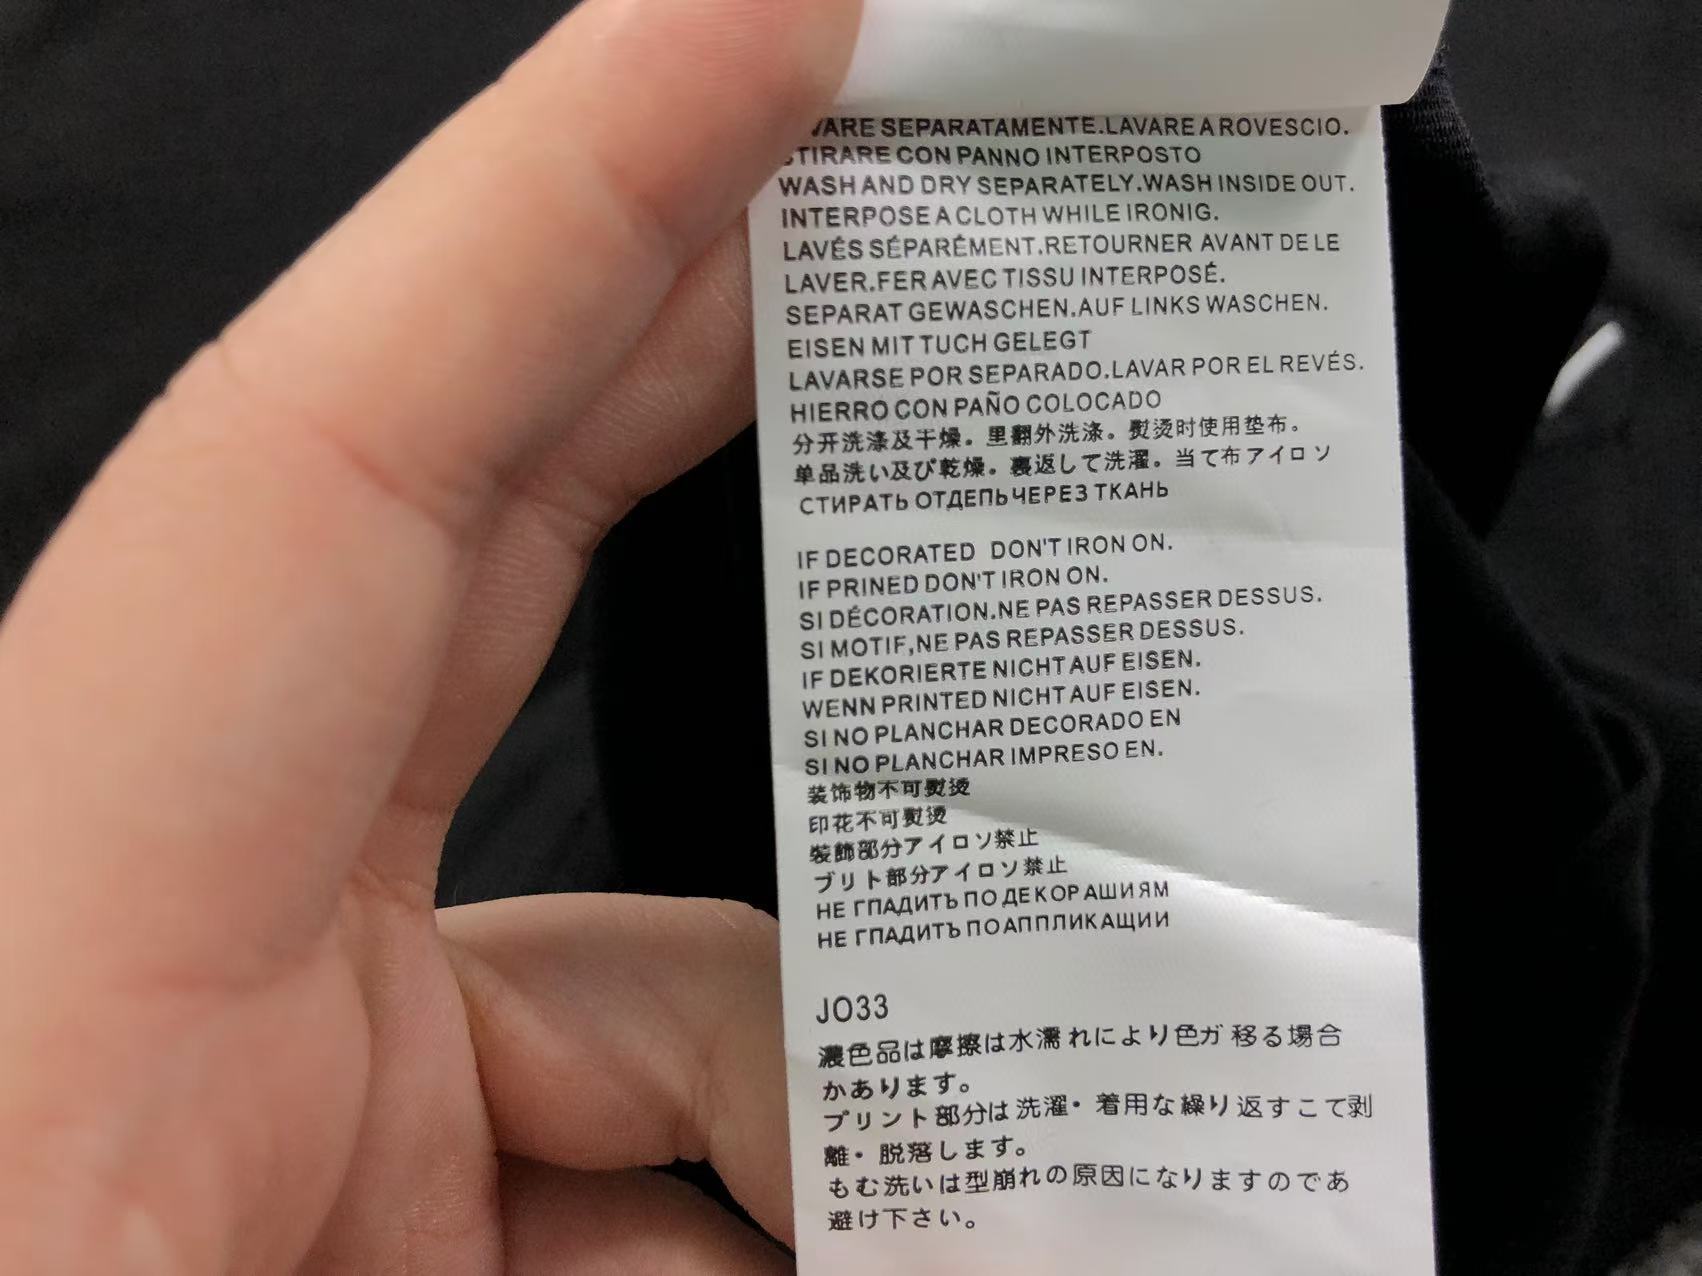 VARE SEPARATAMENTE.LAVARE A ROVESCIO.
STIRARE CON PANNO INTERPOSTO
WASH AND DRY SEPARATELY.WASH INSIDE OUT.
INTERPOSE A CLOTH WHILE IRONIG.
LAVÉS SÉPARÉMENT.RETOURNER AVANT DE LE
LAVER.FER AVEC TISSU INTERPOSÉ.
SEPARAT GEWASCHEN.AUF LINKS WASCHEN.
EISEN MIT TUCH GELEGT
LAVARSE POR SEPARADO.LAVAR POR EL REVÉS.
HIERRO CON PAÑO COLOCADO
分开洗涤及干燥。里翻外洗涤。熨烫时使用垫布。
单品洗い及び乾燥。裏返して洗濯。当て布アイロソ
СТИРАТЬ ОТДЕПЬЧЕРЕЗ ТКАНЬ
IF DECORATED DON'T IRON ON.
IF PRINED DON'T IRON ON.
SI DÉCORATION.NE PAS REPASSER DESSUS.
SI MOTIF,NE PAS REPASSER DESSUS.
IF DEKORIERTE NICHT AUF EISEN.
WENN PRINTED NICHT AUF EISEN.
SI NO PLANCHAR DECORADO EN
SI NO PLANCHAR IMPRESO EN.
装饰物不可熨烫
印花不可熨烫
裝飾部分アイロソ禁止
ブリト部分アイロソ禁止
НЕ ГПАДИТЬ ПО ДЕКОРАШИЯМ
НЕ ГПАДИТЬ ПОАППЛИКАЩИИ
JO33
濃色品は摩擦は水濡れにより色ガ移る場合
かあります。
プリント部分は洗濯・着用な繰り返すこて剥
離・脱落します。
もむ洗いは型崩れの原因になりますのであ
避け下さい。